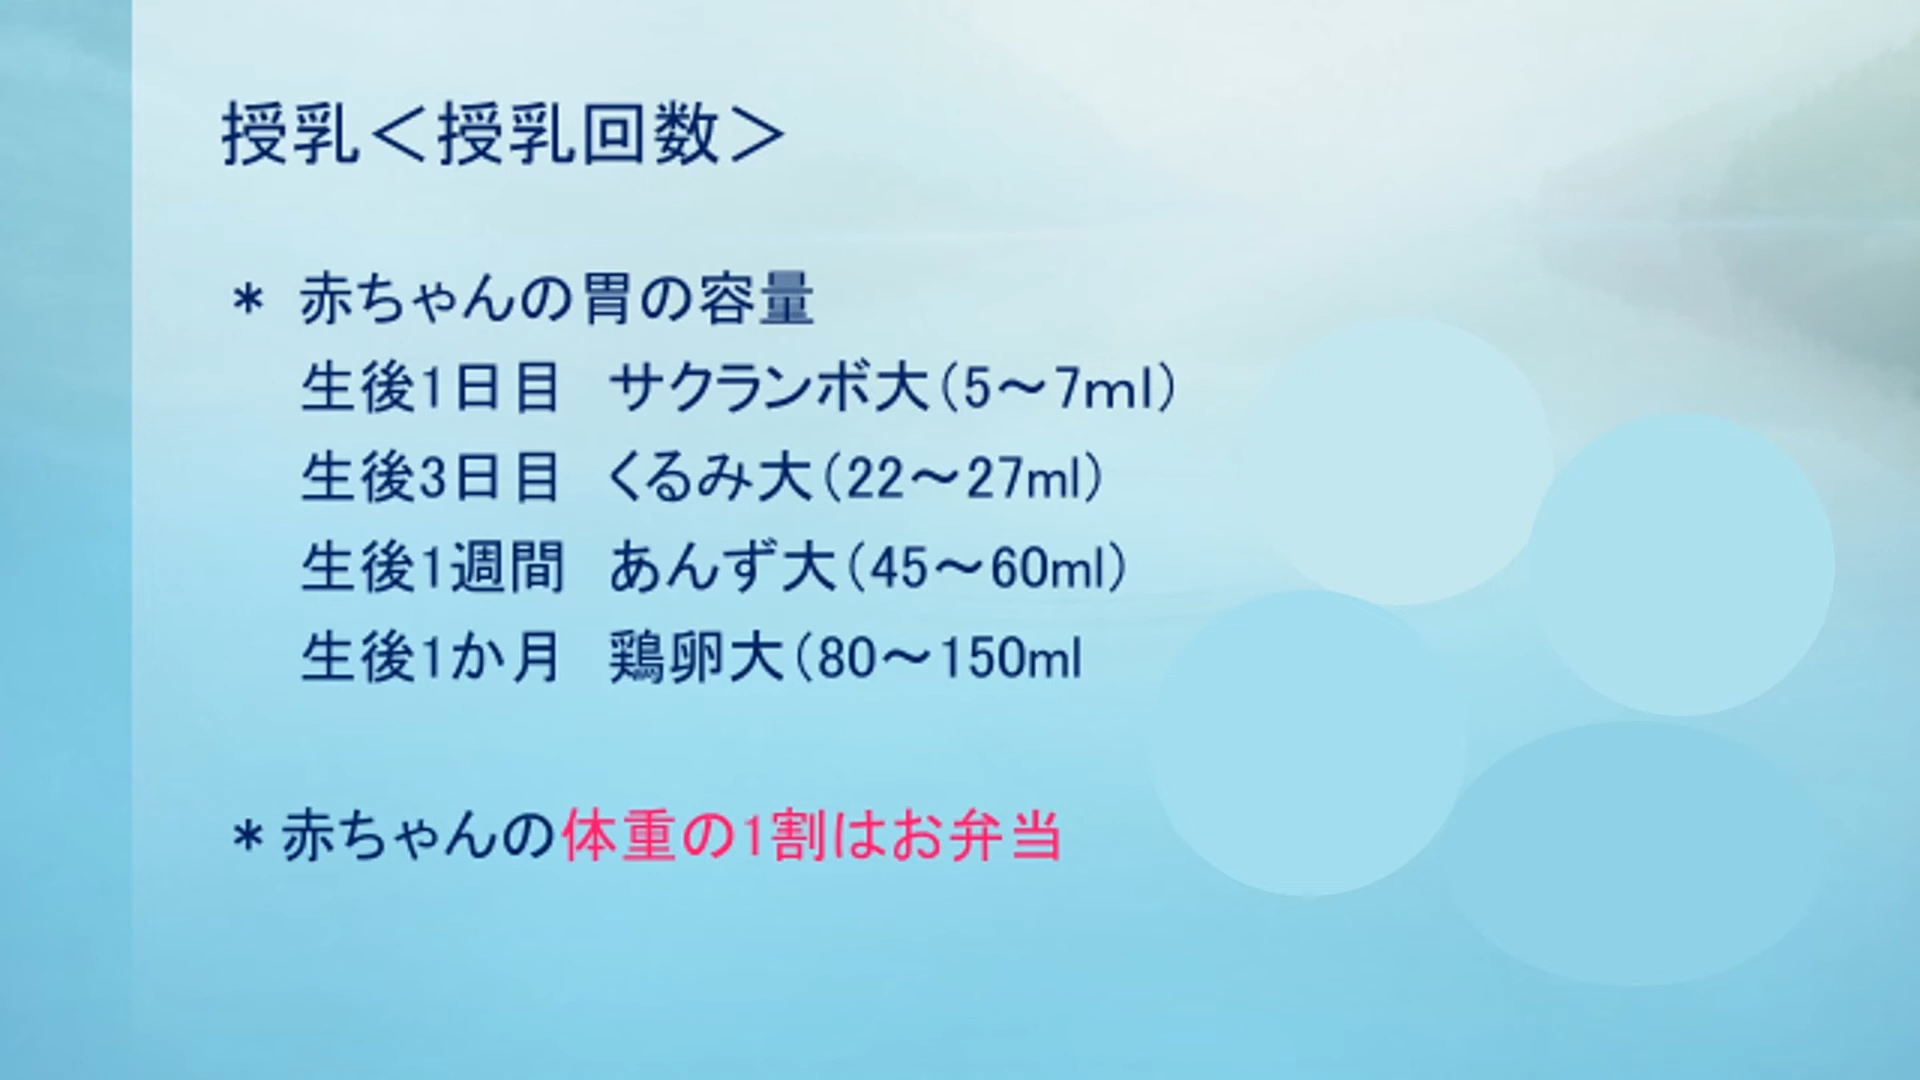 授乳＜授乳回数＞
* 赤ちゃんの胃の容量
生後1日目　サクランボ大（5～7ml）
生後3日目　くるみ大（22～27ml）
生後1週間　あんず大（45～60ml）
生後1か月　鶏卵大（80～150ml
* 赤ちゃんの体重の1割はお弁当